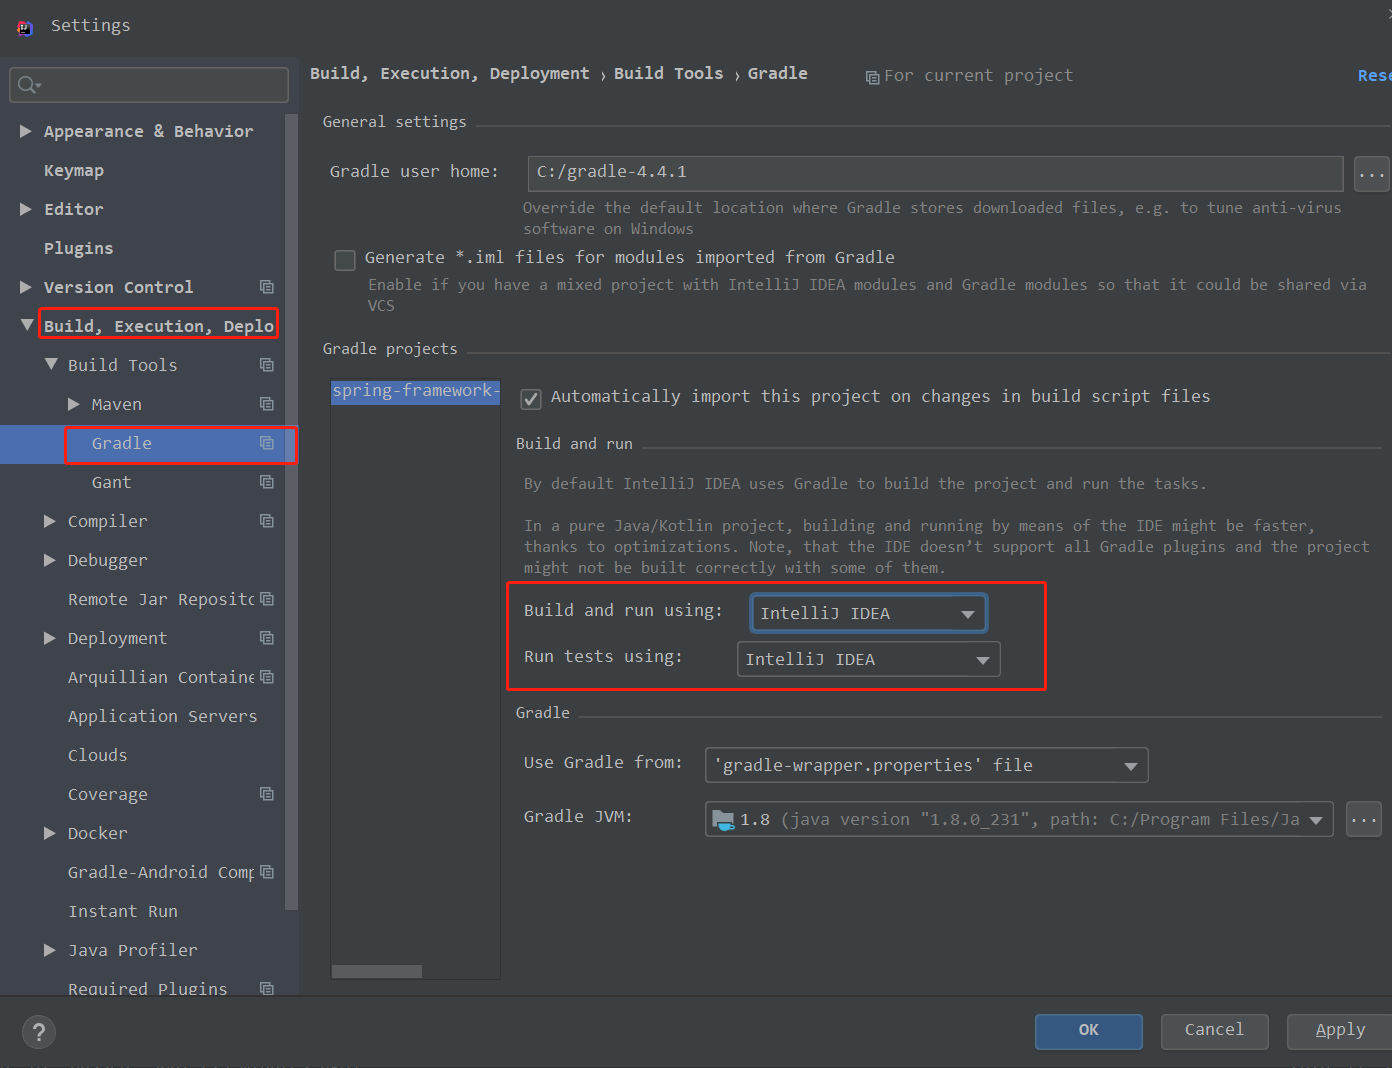 Settings
Build, Execution, Deployment › Build Tools › Gradle
For current project
Rese
Appearance & Behavior
Keymap
Editor
Plugins
Version Control
Build, Execution, Deplo
Build Tools
Maven
Gradle
Gant
Compiler
Debugger
Remote Jar Reposito
Deployment
Arquillian Containe
Application Servers
Clouds
Coverage
Docker
Gradle-Android Comp
Instant Run
Java Profiler
Required Plugins
General settings
Gradle user home: C:/gradle-4.4.1 ...
Override the default location where Gradle stores downloaded files, e.g. to tune anti-virus
software on Windows
Generate *.iml files for modules imported from Gradle
Enable if you have a mixed project with IntelliJ IDEA modules and Gradle modules so that it could be shared via
VCS
Gradle projects
spring-framework-
Automatically import this project on changes in build script files
Build and run
By default IntelliJ IDEA uses Gradle to build the project and run the tasks.
In a pure Java/Kotlin project, building and running by means of the IDE might be faster,
thanks to optimizations. Note, that the IDE doesn't support all Gradle plugins and the project
might not be built correctly with some of them.
Build and run using: IntelliJ IDEA
Run tests using: IntelliJ IDEA
Gradle
Use Gradle from: 'gradle-wrapper.properties' file
Gradle JVM: 1.8 (java version "1.8.0_231", path: C:/Program Files/Ja ...
?
OK
Cancel
Apply